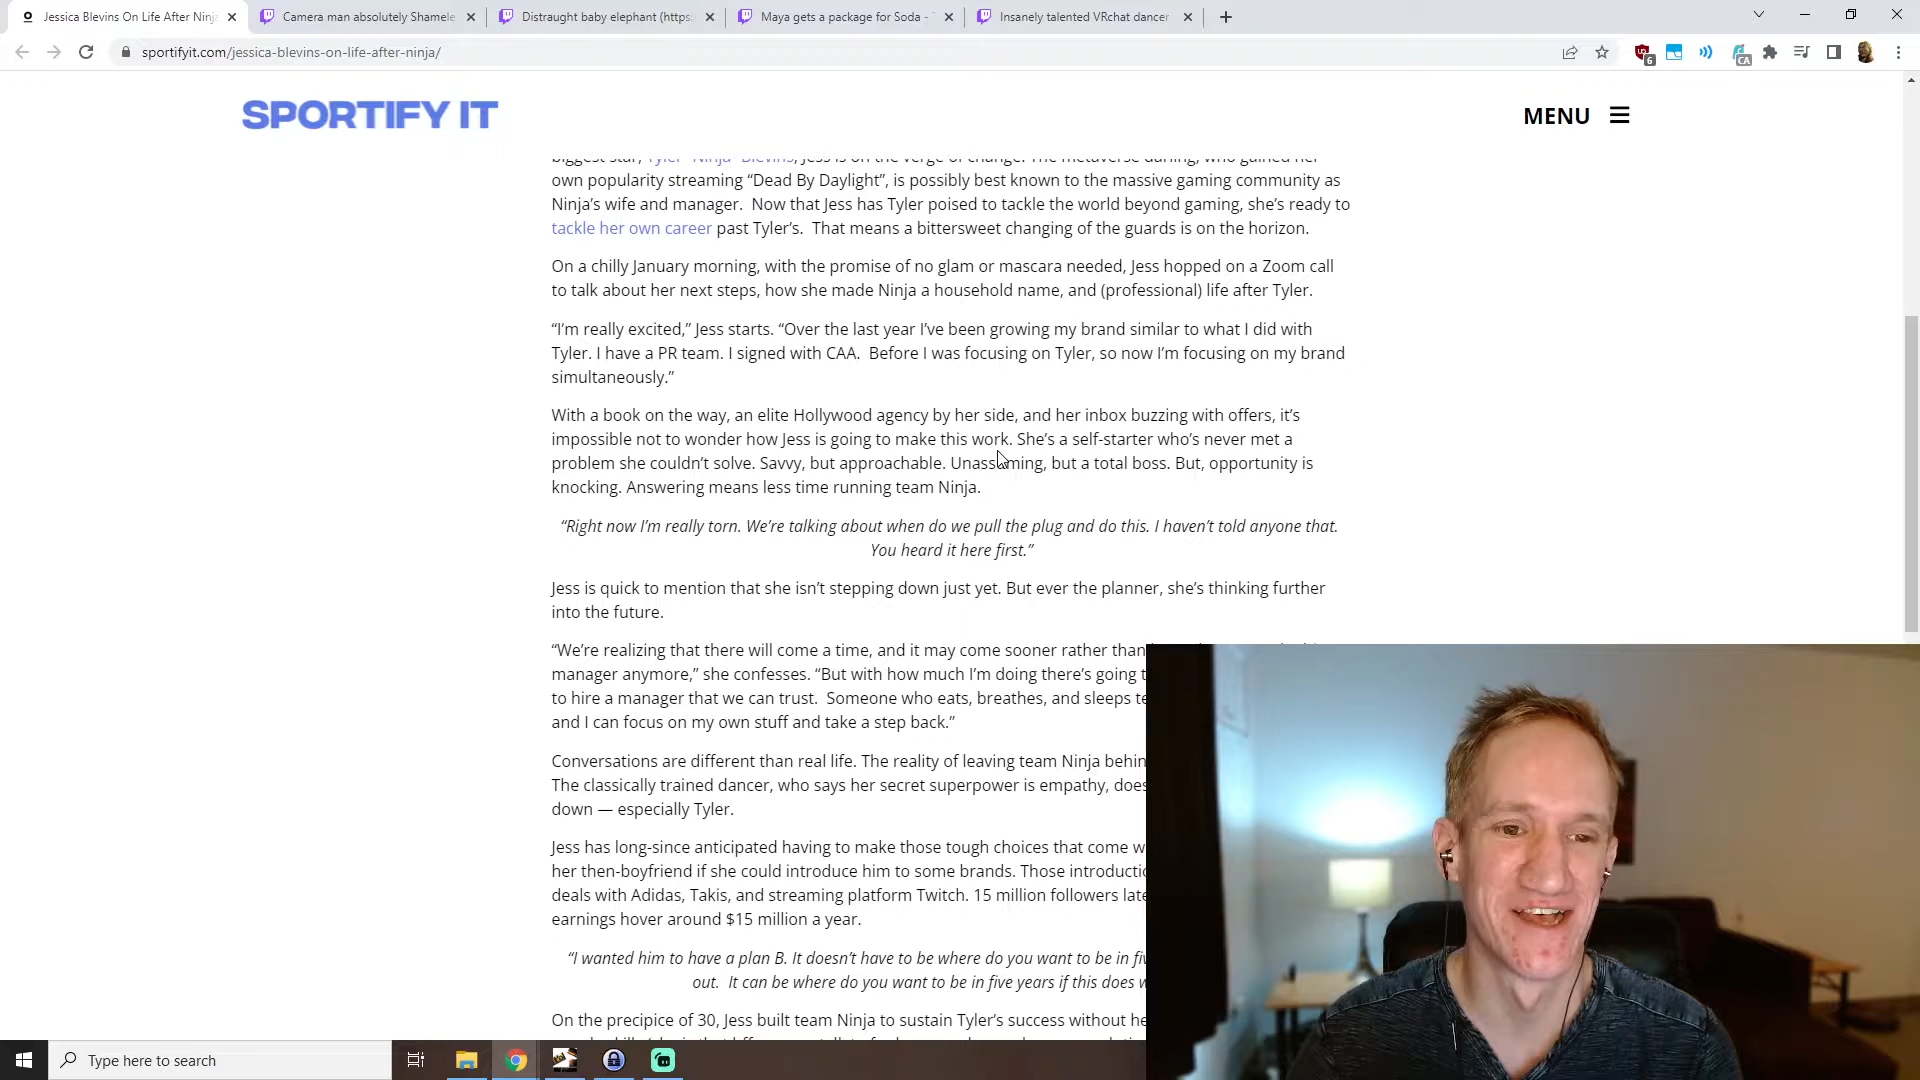 Jessica Blevins On Life After Ninja
Camera man absolutely Shamele
Distraught baby elephant (https:
Maya gets a package for Soda -
Insanely talented VRchat dancer
sportifyit.com/jessica-blevins-on-life-after-ninja/
6
CA
SPORTIFY IT
MENU
biggest star, Tyler “Ninja” Blevins, Jess is on the verge of change. The metaverse darling, who gained her
own popularity streaming “Dead By Daylight”, is possibly best known to the massive gaming community as
Ninja’s wife and manager. Now that Jess has Tyler poised to tackle the world beyond gaming, she’s ready to
tackle her own career past Tyler’s. That means a bittersweet changing of the guards is on the horizon.
On a chilly January morning, with the promise of no glam or mascara needed, Jess hopped on a Zoom call
to talk about her next steps, how she made Ninja a household name, and (professional) life after Tyler.
“I’m really excited,” Jess starts. “Over the last year I’ve been growing my brand similar to what I did with
Tyler. I have a PR team. I signed with CAA. Before I was focusing on Tyler, so now I’m focusing on my brand
simultaneously.”
With a book on the way, an elite Hollywood agency by her side, and her inbox buzzing with offers, it’s
impossible not to wonder how Jess is going to make this work. She’s a self-starter who’s never met a
problem she couldn’t solve. Savvy, but approachable. Unassuming, but a total boss. But, opportunity is
knocking. Answering means less time running team Ninja.
“Right now I’m really torn. We’re talking about when do we pull the plug and do this. I haven’t told anyone that.
You heard it here first.”
Jess is quick to mention that she isn’t stepping down just yet. But ever the planner, she’s thinking further
into the future.
“We’re realizing that there will come a time, and it may come sooner rather than
manager anymore,” she confesses. “But with how much I’m doing there’s going
to hire a manager that we can trust. Someone who eats, breathes, and sleeps
and I can focus on my own stuff and take a step back.”
Conversations are different than real life. The reality of leaving team Ninja
The classically trained dancer, who says her secret superpower is empathy,
down — especially Tyler.
Jess has long-since anticipated having to make those tough choices that come
her then-boyfriend if she could introduce him to some brands. Those
deals with Adidas, Takis, and streaming platform Twitch. 15 million followers
earnings hover around $15 million a year.
“I wanted him to have a plan B. It doesn’t have to be where do you want to be in
out. It can be where do you want to be in five years if this does
On the precipice of 30, Jess built team Ninja to sustain Tyler’s success without
Type here to search